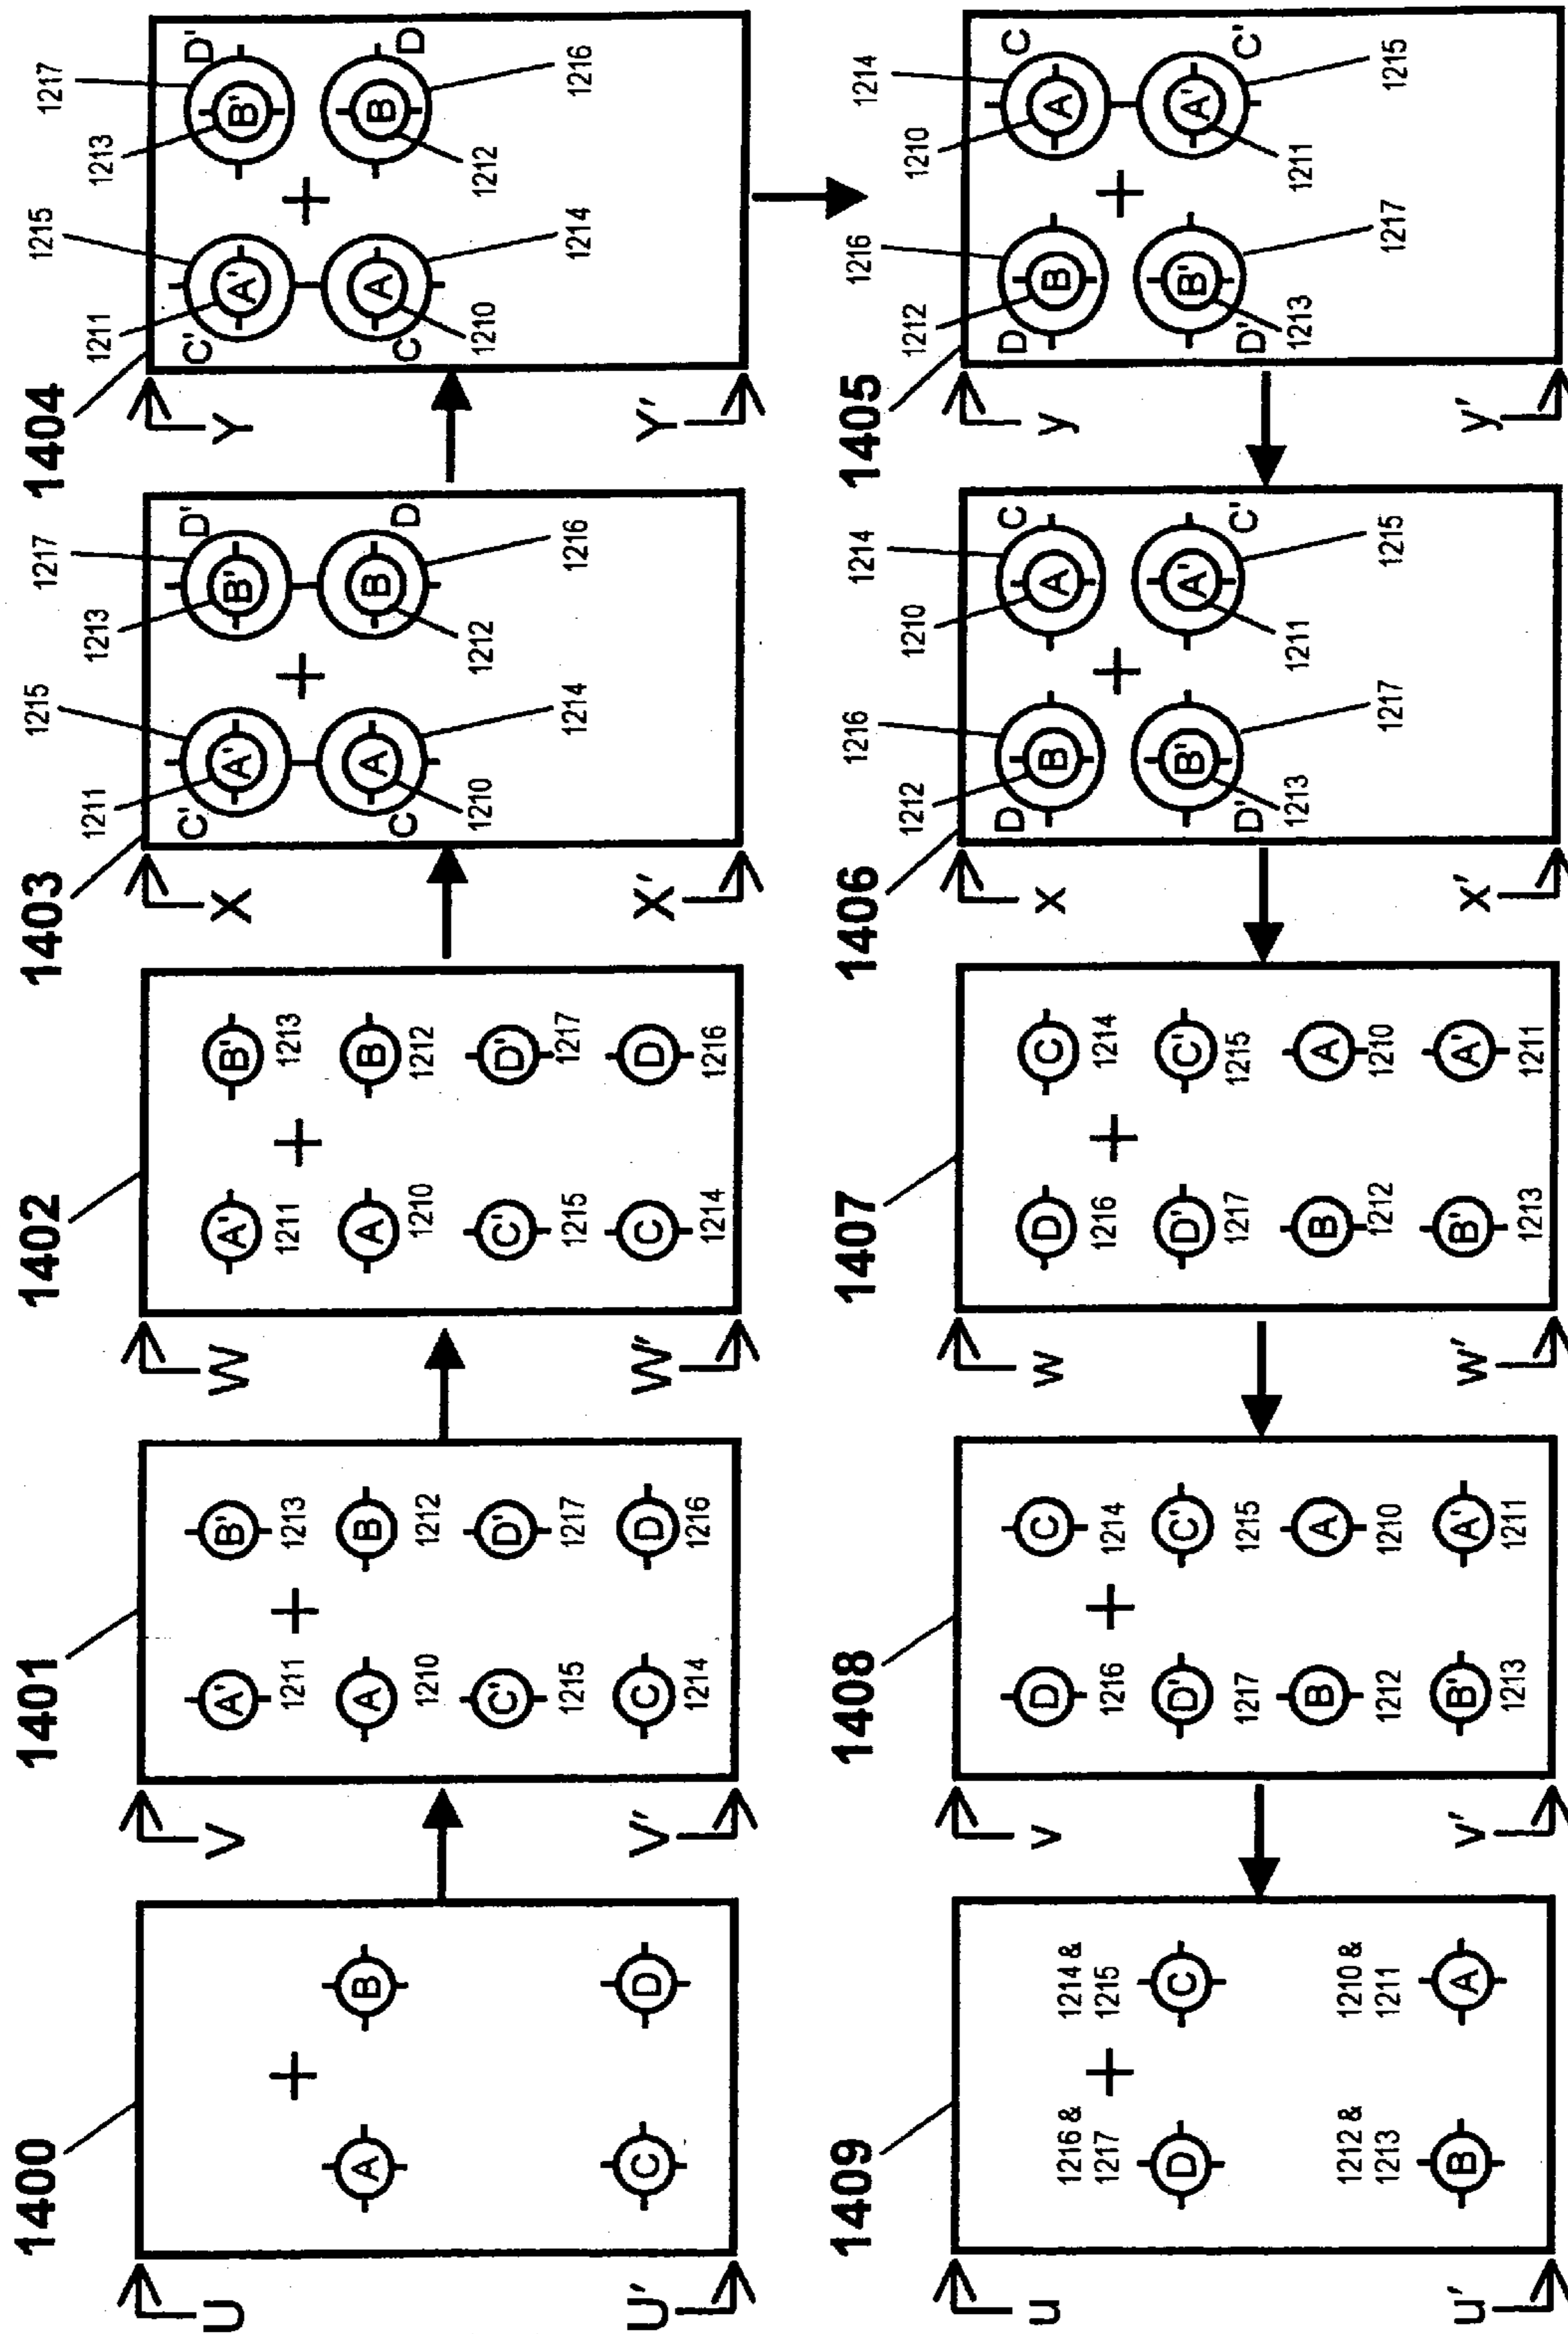 1400
U
A B
C D
U'
1401
V
A' B'
1211 1213
A B
1210 1212
C' D'
1215 1217
C D
1214 1216
V'
1402
W
A' B'
1211 1213
A B
1210 1212
C' D'
1215 1217
C D
1214 1216
W'
1403
1215 1217
1211 1213
X
C' A' B' D'
C A B D
1210 1212
1214 1216
X'
1404
1215 1217
1211 1213
Y
C' A' B' D'
C A B D
1210 1212
1214 1216
Y'
1409
u
1216 & 1214 &
1217 1215
D C
1212 & 1210 &
1213 1211
B A
u'
1408
v
D C
1216 1214
D' C'
1217 1215
B A
1212 1210
B' A'
1213 1211
v'
1407
w
D C
1216 1214
D' C'
1217 1215
B A
1212 1210
B' A'
1213 1211
w'
1406
1216 1214
1212 1210
x
D B A C
D' B' A' C'
1213 1211
1217 1215
x'
1405
1216 1214
1212 1210
y
D B A C
D' B' A' C'
1213 1211
1217 1215
y'